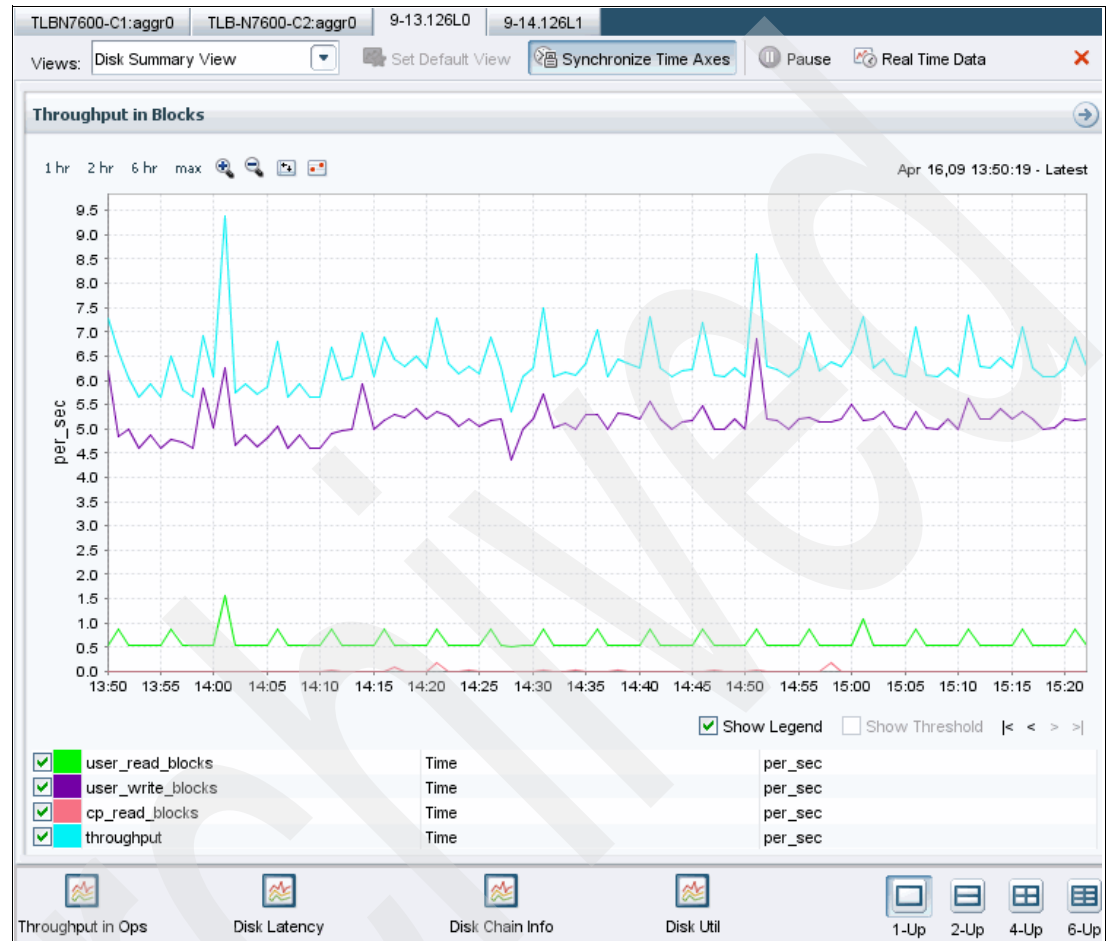 TLBN7600-C1:aggr0 TLB-N7600-C2:aggr0 9-13.126L0 9-14.126L1
Views: Disk Summary View Set Default View Synchronize Time Axes Pause Real Time Data
Throughput in Blocks
1 hr 2 hr 6 hr max Apr 16,09 13:50:19 - Latest
9.5
9.0
8.5
8.0
7.5
7.0
6.5
6.0
5.5
5.0
4.5
4.0
3.5
3.0
2.5
2.0
1.5
1.0
0.5
0.0
per_sec
13:50 13:55 14:00 14:05 14:10 14:15 14:20 14:25 14:30 14:35 14:40 14:45 14:50 14:55 15:00 15:05 15:10 15:15 15:20
Show Legend Show Threshold |< < > >|
user_read_blocks Time per_sec
user_write_blocks Time per_sec
cp_read_blocks Time per_sec
throughput Time per_sec
Throughput in Ops Disk Latency Disk Chain Info Disk Util 1-Up 2-Up 4-Up 6-Up